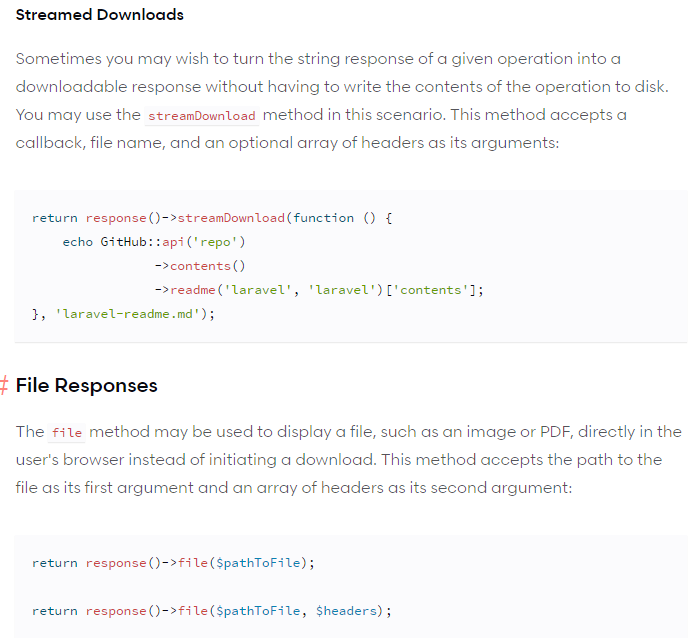 Streamed Downloads
Sometimes you may wish to turn the string response of a given operation into a
downloadable response without having to write the contents of the operation to disk.
You may use the streamDownload method in this scenario. This method accepts a
callback, file name, and an optional array of headers as its arguments:
return response()->streamDownload(function () {
    echo GitHub::api('repo')
                ->contents()
                ->readme('laravel', 'laravel')['contents'];
}, 'laravel-readme.md');
# File Responses
The file method may be used to display a file, such as an image or PDF, directly in the
user's browser instead of initiating a download. This method accepts the path to the
file as its first argument and an array of headers as its second argument:
return response()->file($pathToFile);
return response()->file($pathToFile, $headers);